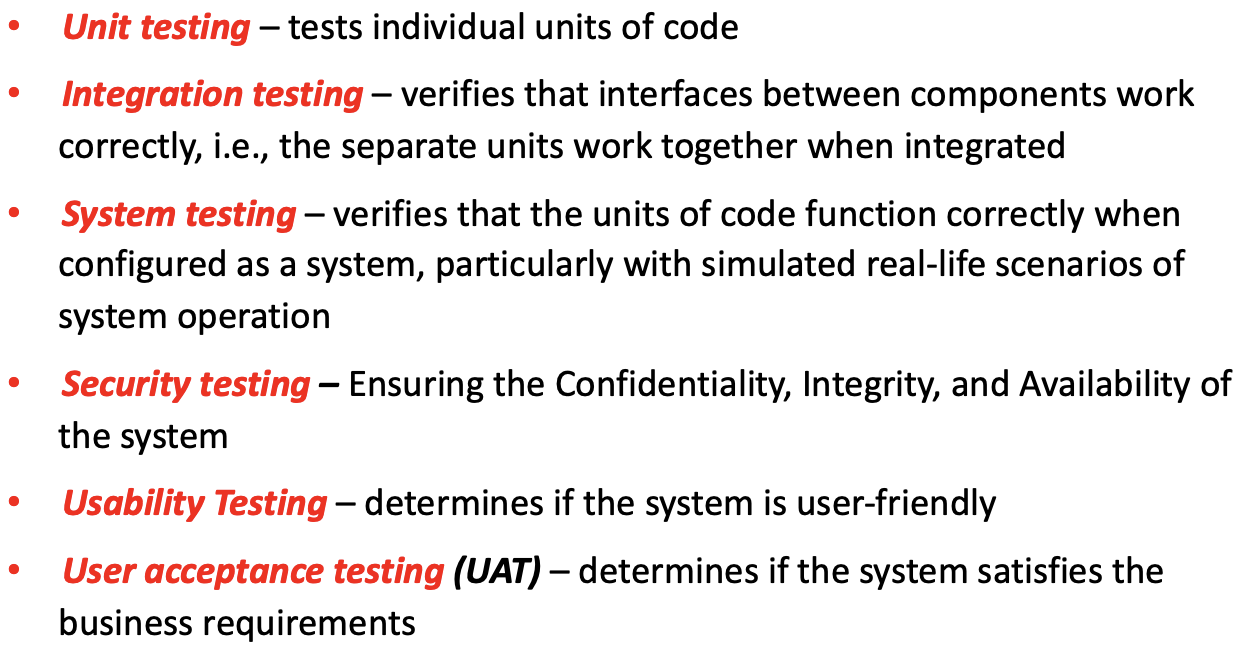 • Unit testing – tests individual units of code
• Integration testing – verifies that interfaces between components work
correctly, i.e., the separate units work together when integrated
• System testing – verifies that the units of code function correctly when
configured as a system, particularly with simulated real-life scenarios of
system operation
• Security testing – Ensuring the Confidentiality, Integrity, and Availability of
the system
• Usability Testing – determines if the system is user-friendly
• User acceptance testing (UAT) – determines if the system satisfies the
business requirements